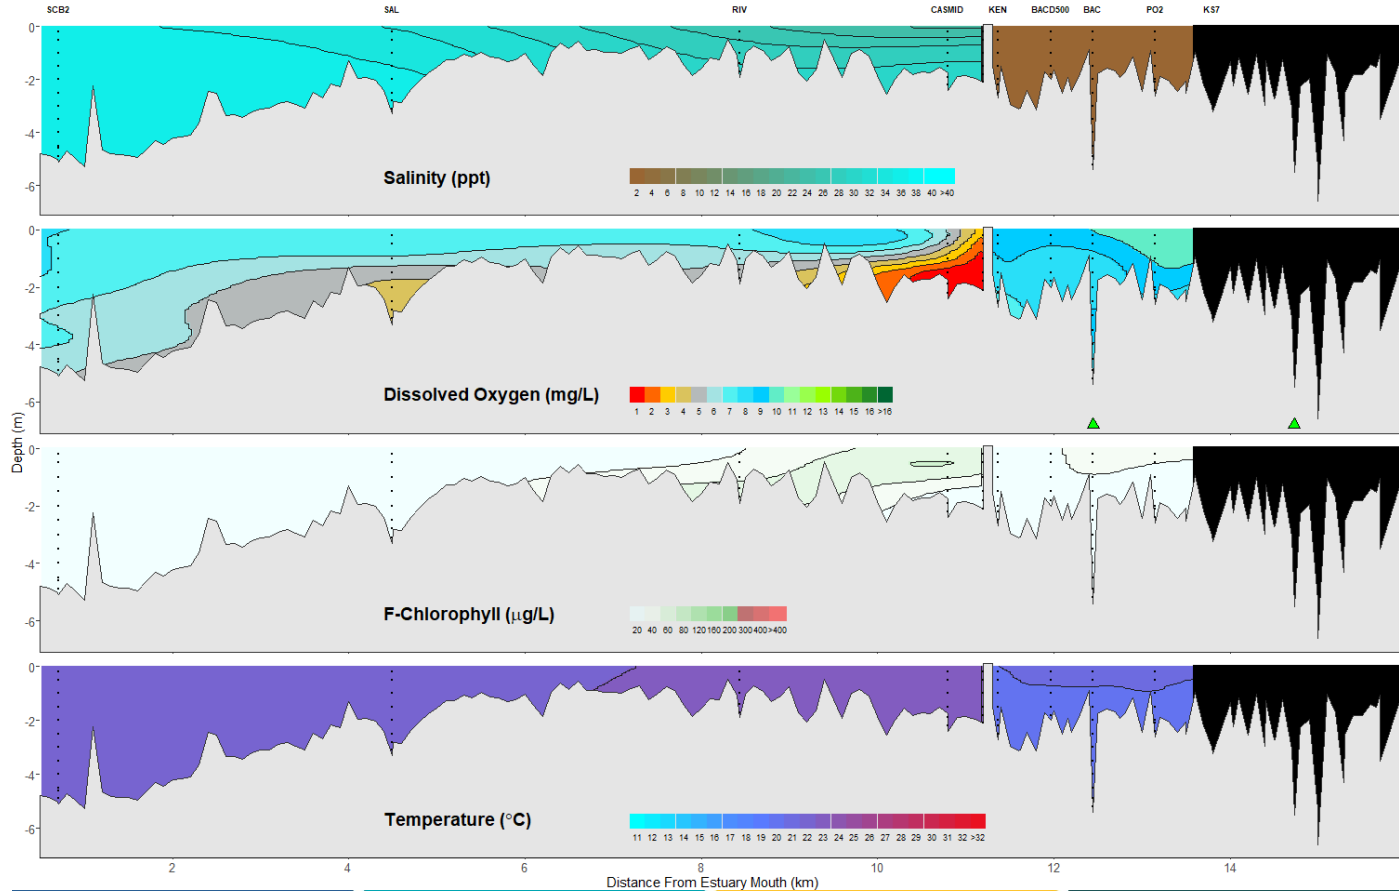 SCB2 SAL RIV CASMID KEN BACD500 BAC PO2 KS7
0
-2
-4
-6
Salinity (ppt)
2 4 6 8 10 12 14 16 18 20 22 24 26 28 30 32 34 36 38 40 >40
0
-2
-4
-6
Dissolved Oxygen (mg/L)
1 2 3 4 5 6 7 8 9 10 11 12 13 14 15 16 >16
Depth (m)
0
-2
-4
-6
F-Chlorophyll (µg/L)
20 40 60 80 120 160 200 300 400 >400
0
-2
-4
-6
Temperature (°C)
11 12 13 14 15 16 17 18 19 20 21 22 23 24 25 26 27 28 29 30 31 32 >32
2 4 6 8 10 12 14
Distance From Estuary Mouth (km)